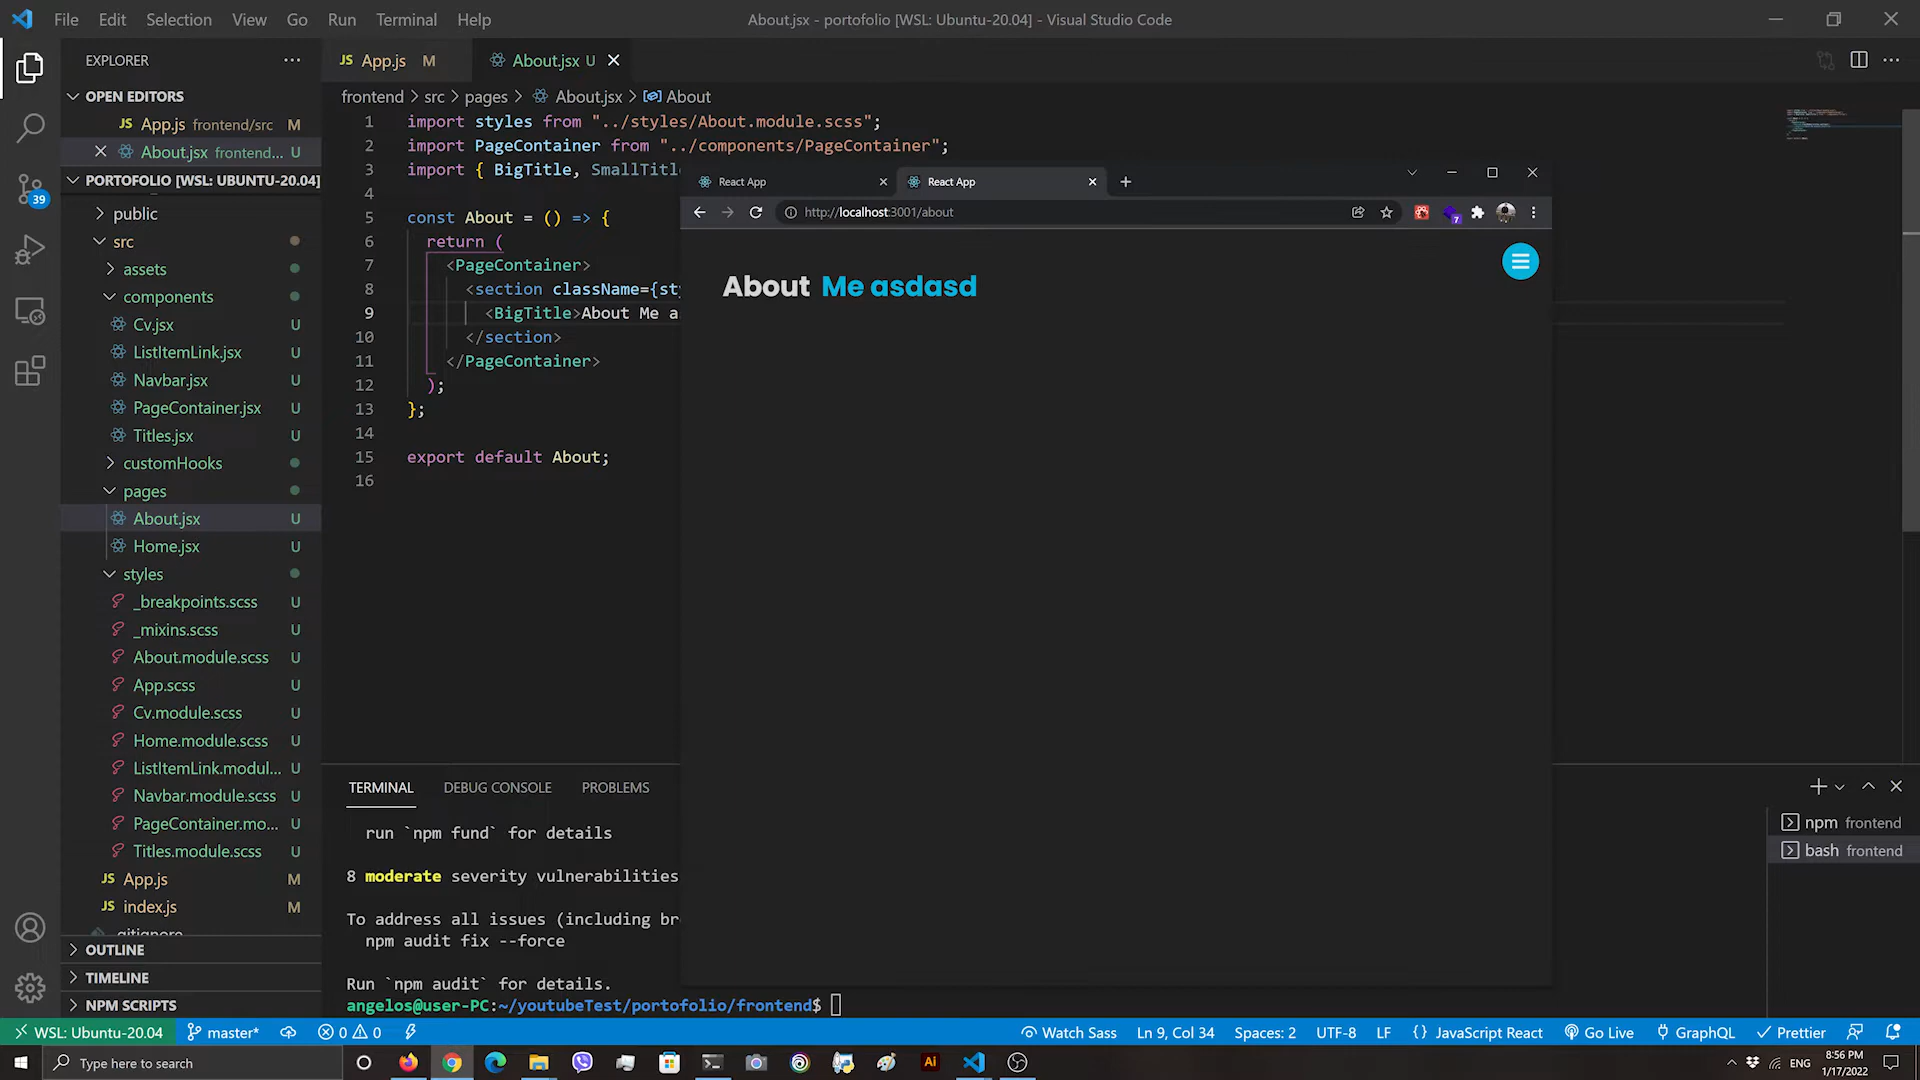 File Edit Selection View Go Run Terminal Help
About.jsx - portofolio [WSL: Ubuntu-20.04] - Visual Studio Code
EXPLORER
OPEN EDITORS
JS App.js frontend/src M
About.jsx frontend... U
PORTOFOLIO [WSL: UBUNTU-20.04]
39
public
src
assets
components
Cv.jsx U
ListItemLink.jsx U
Navbar.jsx U
PageContainer.jsx U
Titles.jsx U
customHooks
pages
About.jsx U
Home.jsx U
styles
_breakpoints.scss U
_mixins.scss U
About.module.scss U
App.scss U
Cv.module.scss U
Home.module.scss U
ListItemLink.modul... U
Navbar.module.scss U
PageContainer.mo... U
Titles.module.scss U
JS App.js M
JS index.js M
.gitignore
OUTLINE
TIMELINE
NPM SCRIPTS
JS App.js M
About.jsx U
frontend > src > pages > About.jsx > About
1 import styles from "../styles/About.module.scss";
2 import PageContainer from "../components/PageContainer";
3 import { BigTitle, SmallTitl
4
5 const About = () => {
6 return (
7 <PageContainer>
8 <section className={sty
9 <BigTitle>About Me a
10 </section>
11 </PageContainer>
12 );
13 };
14
15 export default About;
16
React App
React App
http://localhost:3001/about
7
About Me asdasd
TERMINAL DEBUG CONSOLE PROBLEMS
run `npm fund` for details
8 moderate severity vulnerabilities
To address all issues (including br
npm audit fix --force
Run `npm audit` for details.
angelos@user-PC:~/youtubeTest/portofolio/frontend$
npm frontend
bash frontend
WSL: Ubuntu-20.04 master* 0 0 Watch Sass Ln 9, Col 34 Spaces: 2 UTF-8 LF {} JavaScript React Go Live GraphQL Prettier
Type here to search
Ai
ENG
8:56 PM
1/17/2022